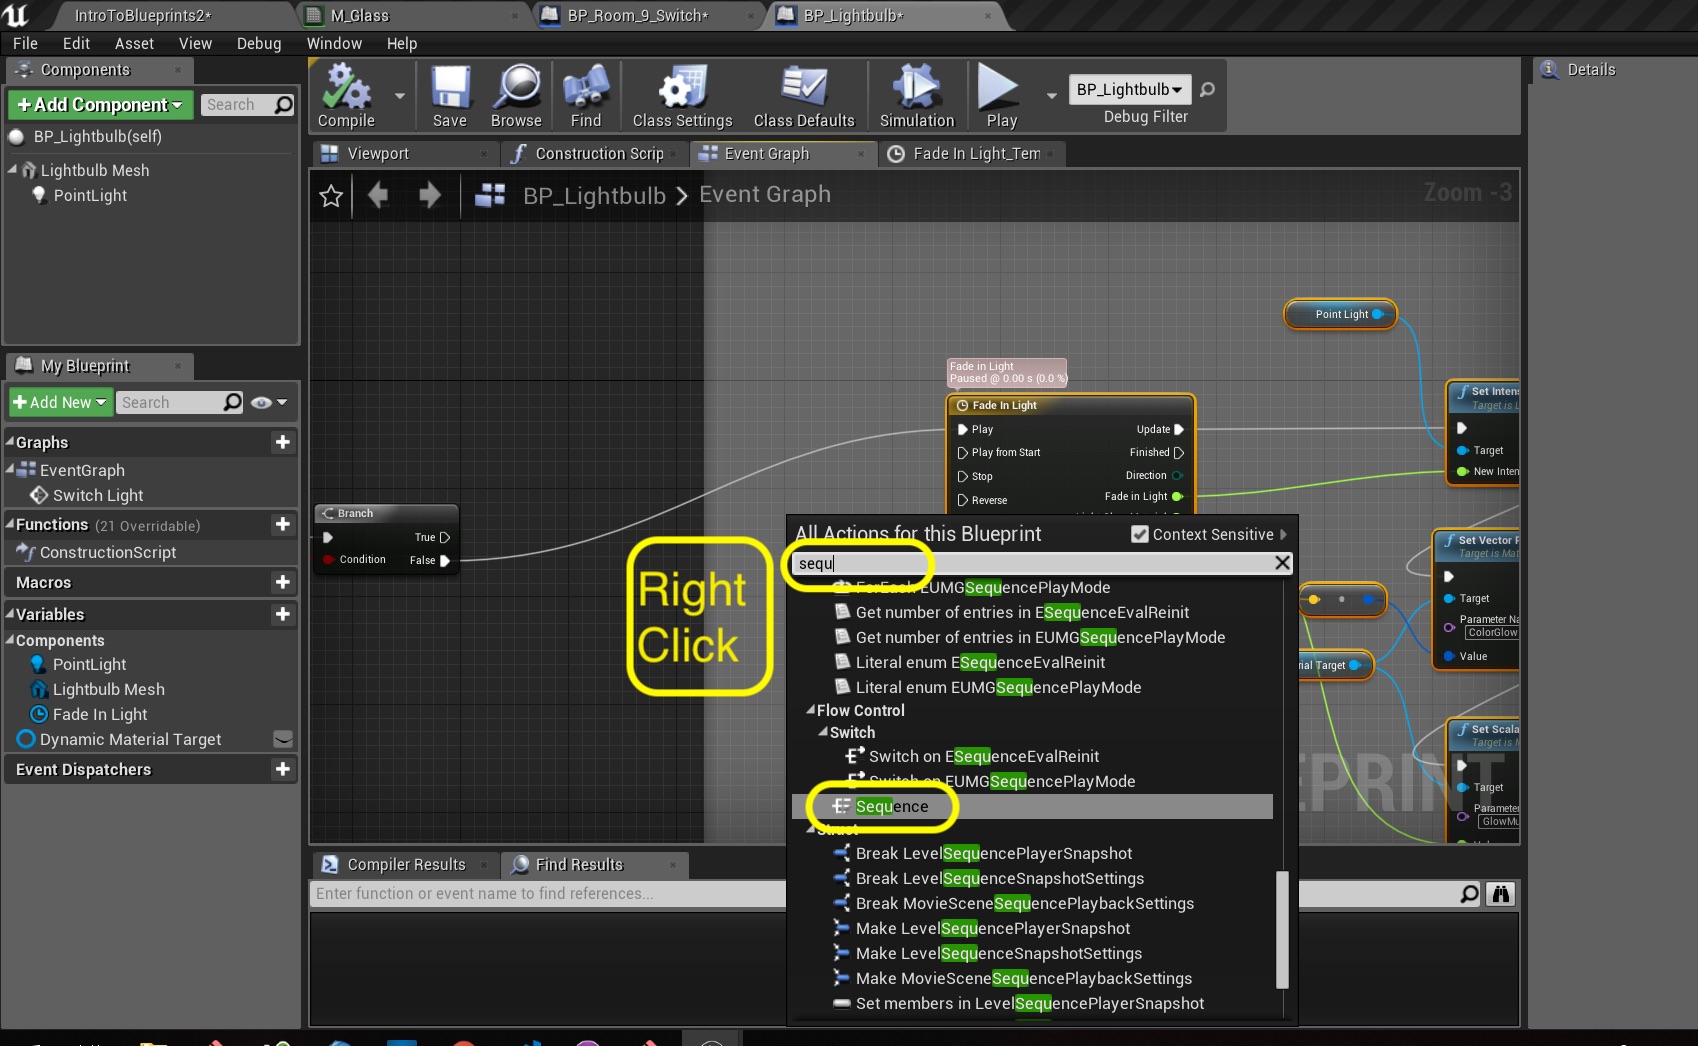 IntroToBlueprints2*
M_Glass
BP_Room_9_Switch*
BP_Lightbulb*
File Edit Asset View Debug Window Help
Components
+Add Component
Search
BP_Lightbulb(self)
Lightbulb Mesh
PointLight
Compile
Save
Browse
Find
Class Settings
Class Defaults
Simulation
Play
BP_Lightbulb
Debug Filter
Details
Viewport
Construction Scrip
Event Graph
Fade In Light_Tem
BP_Lightbulb > Event Graph
Zoom -3
My Blueprint
+Add New
Search
Graphs
EventGraph
Switch Light
Functions (21 Overridable)
ConstructionScript
Macros
Variables
Components
PointLight
Lightbulb Mesh
Fade In Light
Dynamic Material Target
Event Dispatchers
Branch
True
Condition
False
Fade in Light
Paused @ 0.00 s (0.0 %)
Fade In Light
Play Update
Play from Start Finished
Stop Direction
Reverse Fade in Light
Point Light
Set Intens
Target is L
Target
New Inten
Set Vector P
Target is Mat
Target
Parameter Na
ColorGlow
Value
rial Target
Set Scala
Target is M
Target
Parameter
GlowMu
EPRINT
Right
Click
All Actions for this Blueprint
Context Sensitive
sequ
ForEach EUMGSequencePlayMode
Get number of entries in ESequenceEvalReinit
Get number of entries in EUMGSequencePlayMode
Literal enum ESequenceEvalReinit
Literal enum EUMGSequencePlayMode
Flow Control
Switch
Switch on ESequenceEvalReinit
Switch on EUMGSequencePlayMode
Sequence
Struct
Break LevelSequencePlayerSnapshot
Break LevelSequenceSnapshotSettings
Break MovieSceneSequencePlaybackSettings
Make LevelSequencePlayerSnapshot
Make LevelSequenceSnapshotSettings
Make MovieSceneSequencePlaybackSettings
Set members in LevelSequencePlayerSnapshot
Compiler Results
Find Results
Enter function or event name to find references...